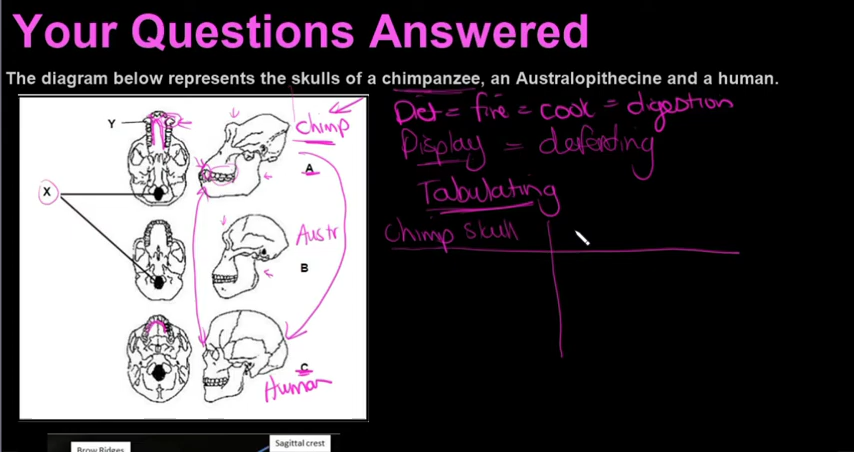 Your Questions Answered
The diagram below represents the skulls of a chimpanzee, an Australopithecine and a human.
Y
chimp
A
X
Austr
B
C
Human
Diet = fire = cook = digestion
Display = defending
Tabulating
Chimp skull
Brow Ridges
Sagittal crest